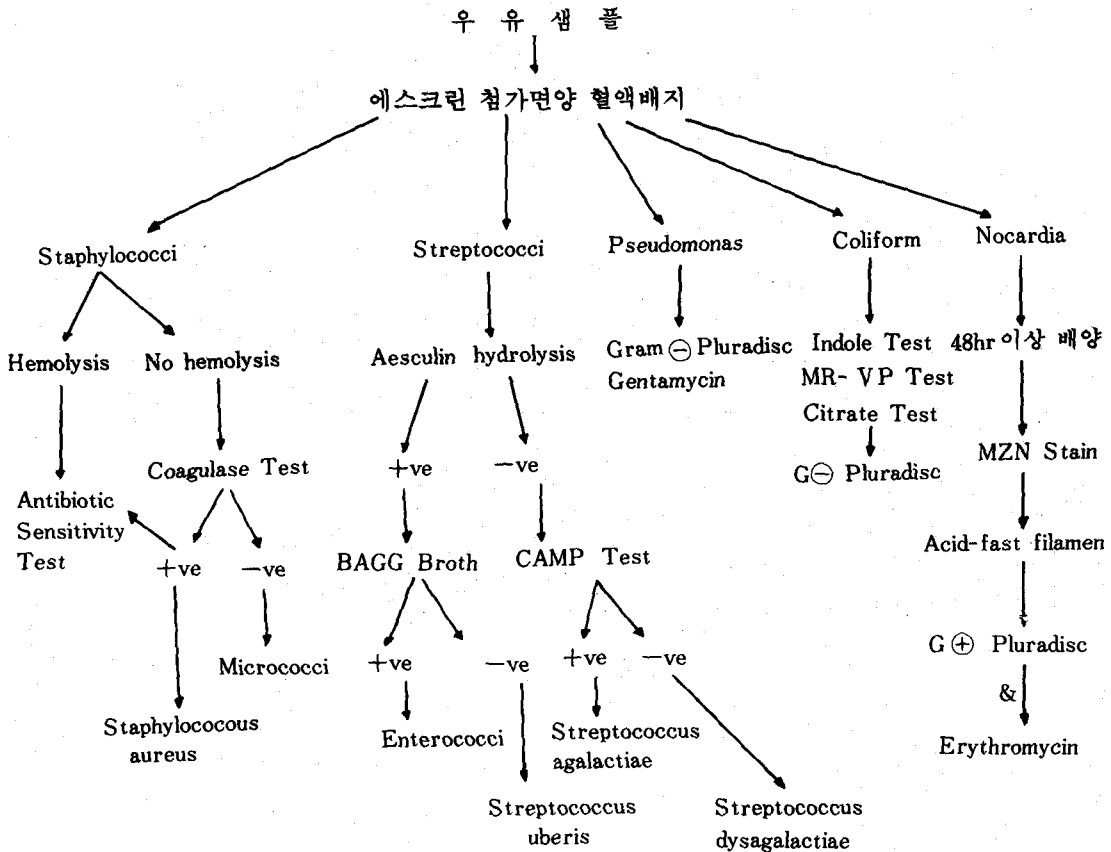 우 유 샘 플
에스크린 첨가면양 혈액배지
Staphylococci
Streptococci
Pseudomonas
Coliform
Nocardia
Hemolysis
No hemolysis
Aesculin hydrolysis
Gram ⊖ Pluradisc
Gentamycin
Indole Test
MR- VP Test
Citrate Test
48hr 이상 배양
Coagulase Test
+ve
−ve
G⊖ Pluradisc
MZN Stain
Antibiotic
Sensitivity
Test
+ve
−ve
BAGG Broth
CAMP Test
Acid-fast filamen
Micrococci
+ve
−ve
+ve
−ve
G ⊕ Pluradisc
&
Staphylococous
aureus
Enterococci
Streptococcus
agalactiae
Erythromycin
Streptococcus
uberis
Streptococcus
dysagalactiae